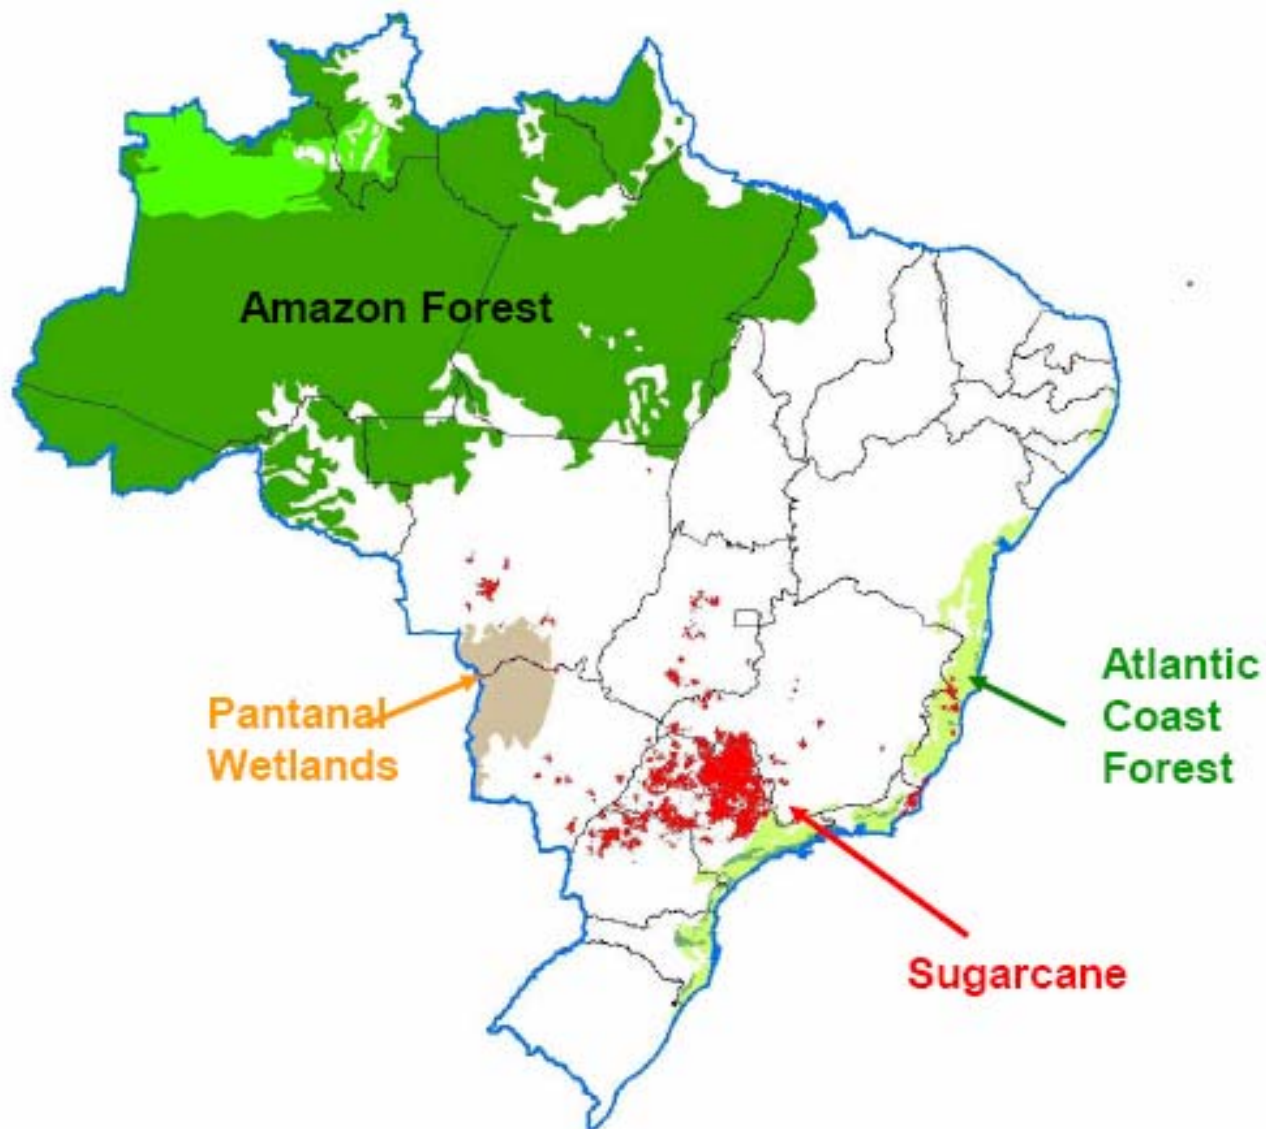 Amazon Forest
Pantanal
Wetlands
Atlantic
Coast
Forest
Sugarcane